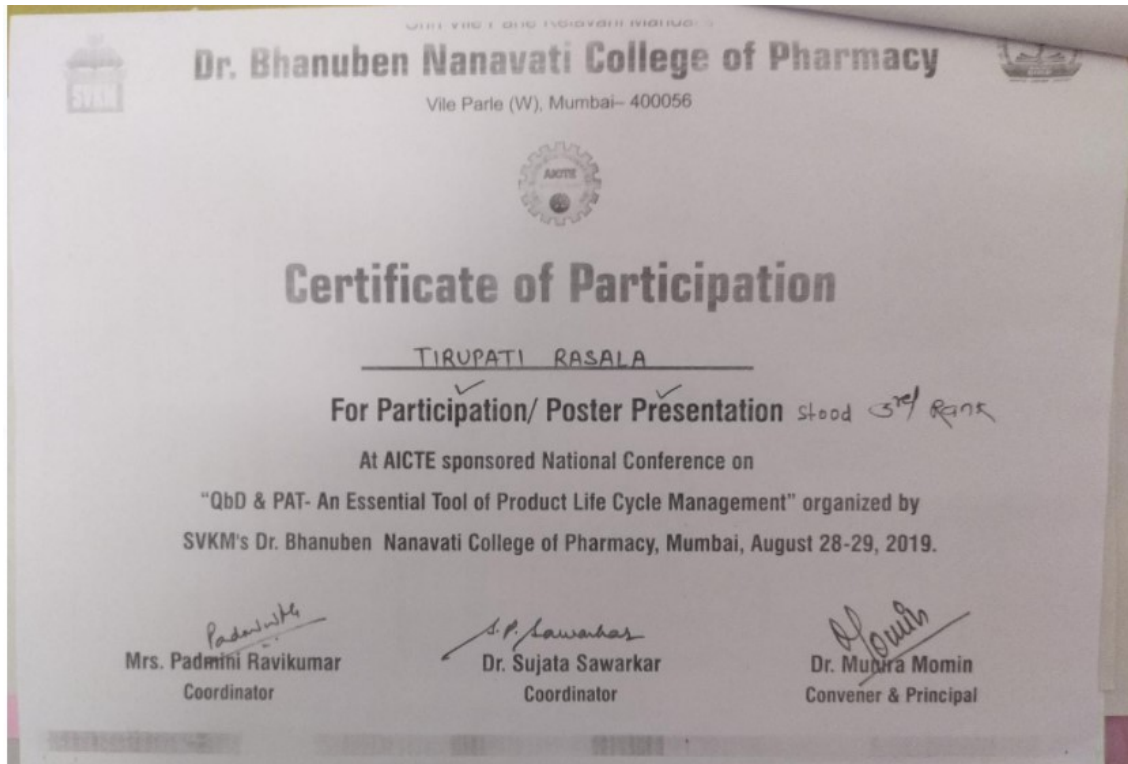 Dr. Bhanuben Nanavati College of Pharmacy
SVKM
Vile Parle (W), Mumbai– 400056
AICTE
Certificate of Participation
TIRUPATI RASALA
For Participation/ Poster Presentation stood 3rd Rank
At AICTE sponsored National Conference on
“QbD & PAT- An Essential Tool of Product Life Cycle Management” organized by
SVKM's Dr. Bhanuben Nanavati College of Pharmacy, Mumbai, August 28-29, 2019.
S.P. Sawarkar
Mrs. Padmini Ravikumar
Dr. Sujata Sawarkar
Dr. Munira Momin
Coordinator
Coordinator
Convener & Principal